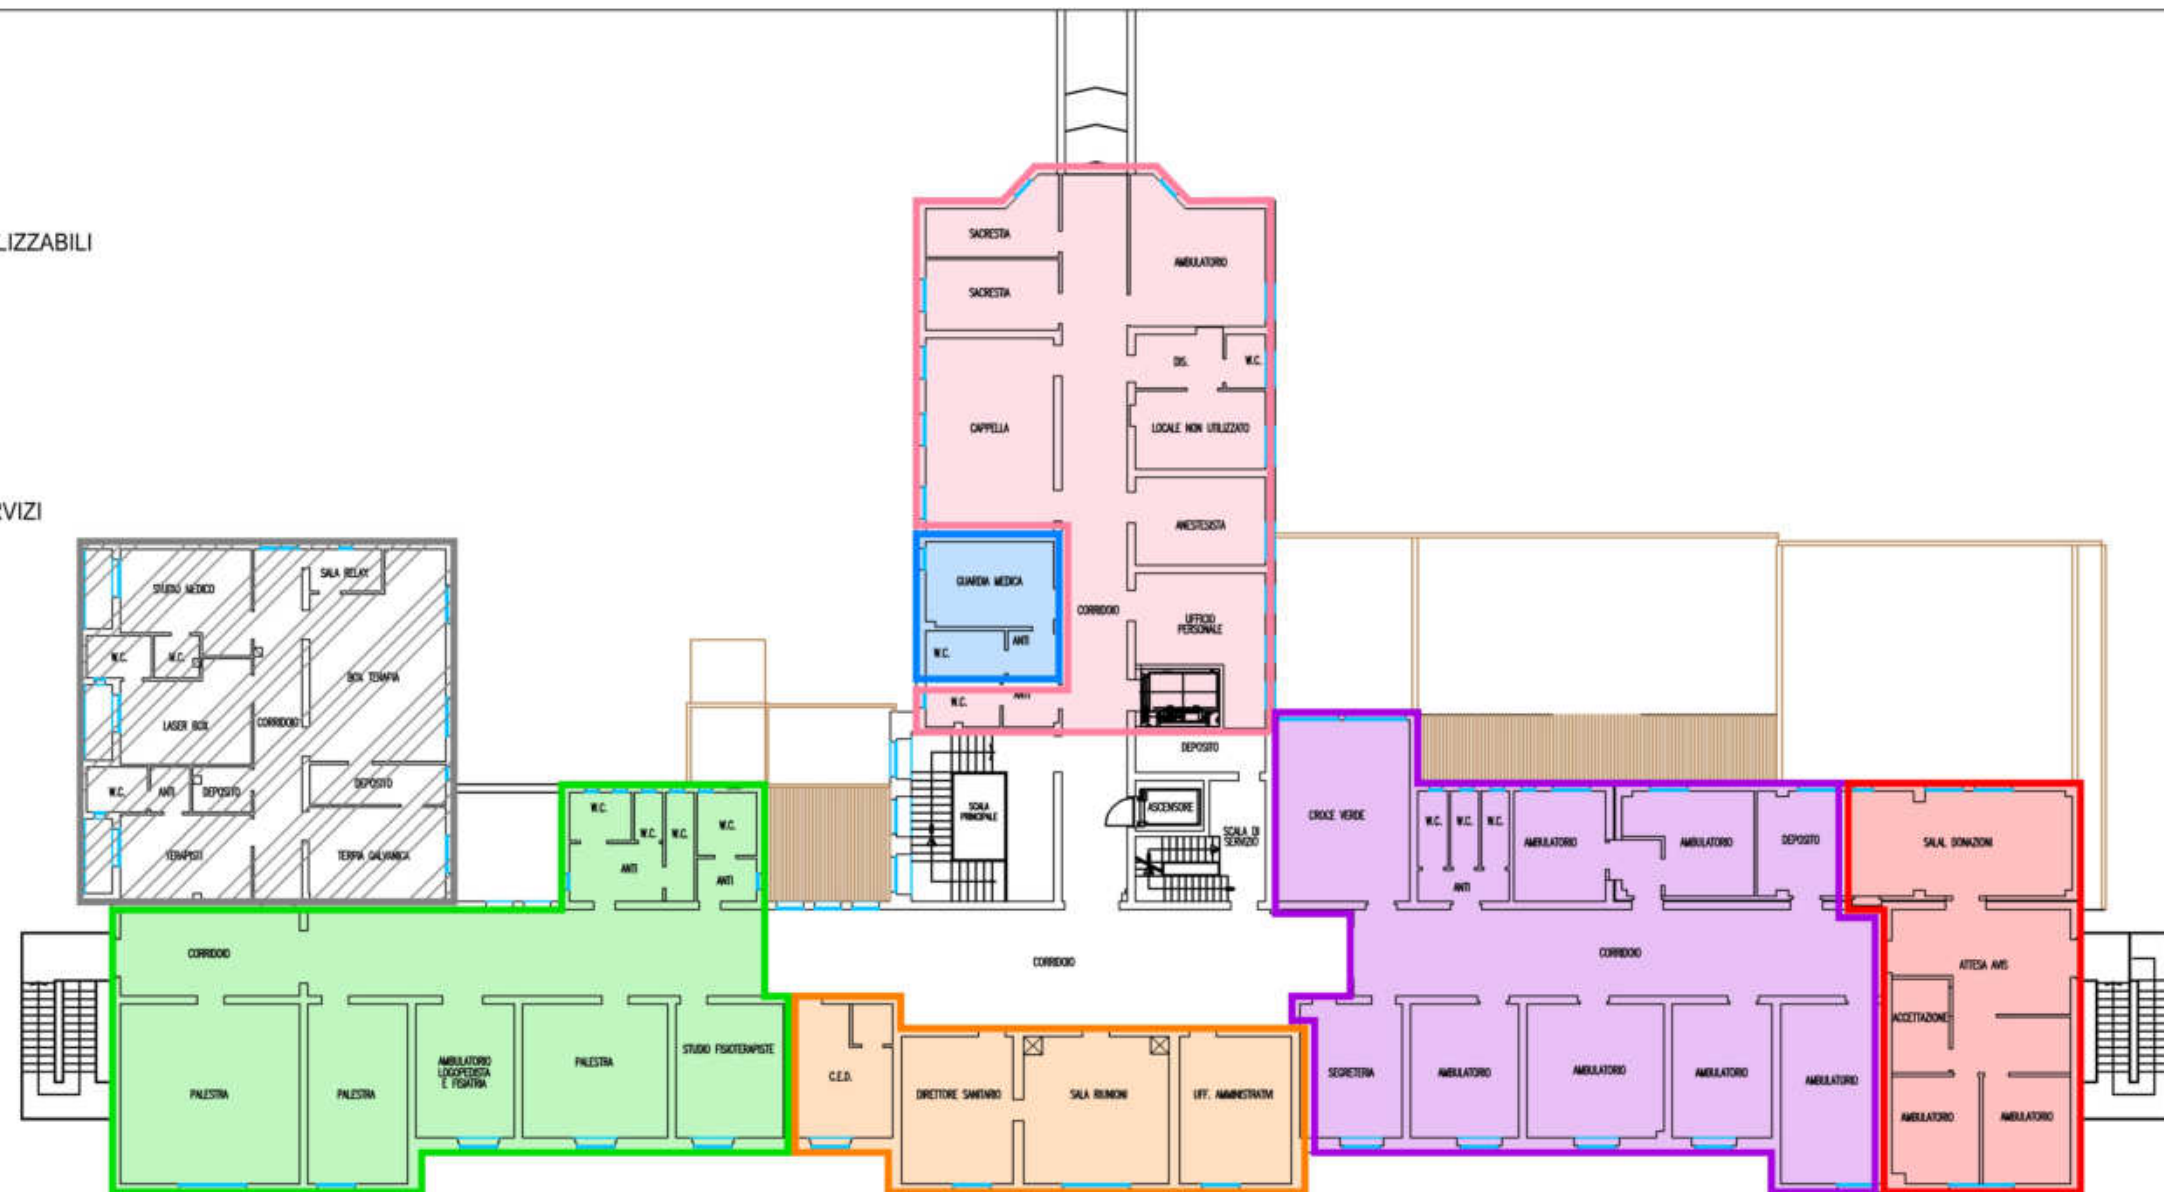 LIZZABILI
RVIZI
SACRESTIA
AMBULATORIO
SACRESTIA
DIS.
W.C.
CAPPELLA
LOCALE NON UTILIZZATO
ANESTESISTA
GUARDIA MEDICA
CORRIDOIO
UFFICIO
PERSONALE
W.C.
ANTI
W.C.
ANTI
DEPOSITO
SCALA
PRINCIPALE
ASCENSORE
SCALA DI
SERVIZIO
CORRIDOIO
STUDIO MEDICO
SALA RELAX
W.C.
W.C.
BOX TERAPIA
LASER BOX
CORRIDOIO
W.C.
ANTI
DEPOSITO
DEPOSITO
TERAPISTI
TERPIA GALVANICA
W.C.
W.C.
W.C.
W.C.
ANTI
ANTI
CORRIDOIO
PALESTRA
PALESTRA
AMBULATORIO
LOGOPEDISTA
E FISIATRIA
PALESTRA
STUDIO FISIOTERAPISTE
C.E.D.
DIRETTORE SANITARIO
SALA RIUNIONI
UFF. AMMINISTRATIVI
CROCE VERDE
W.C.
W.C.
W.C.
ANTI
AMBULATORIO
AMBULATORIO
DEPOSITO
CORRIDOIO
SEGRETERIA
AMBULATORIO
AMBULATORIO
AMBULATORIO
AMBULATORIO
SALAL DONAZIONI
ATTESA AVIS
ACCETTAZIONE
AMBULATORIO
AMBULATORIO